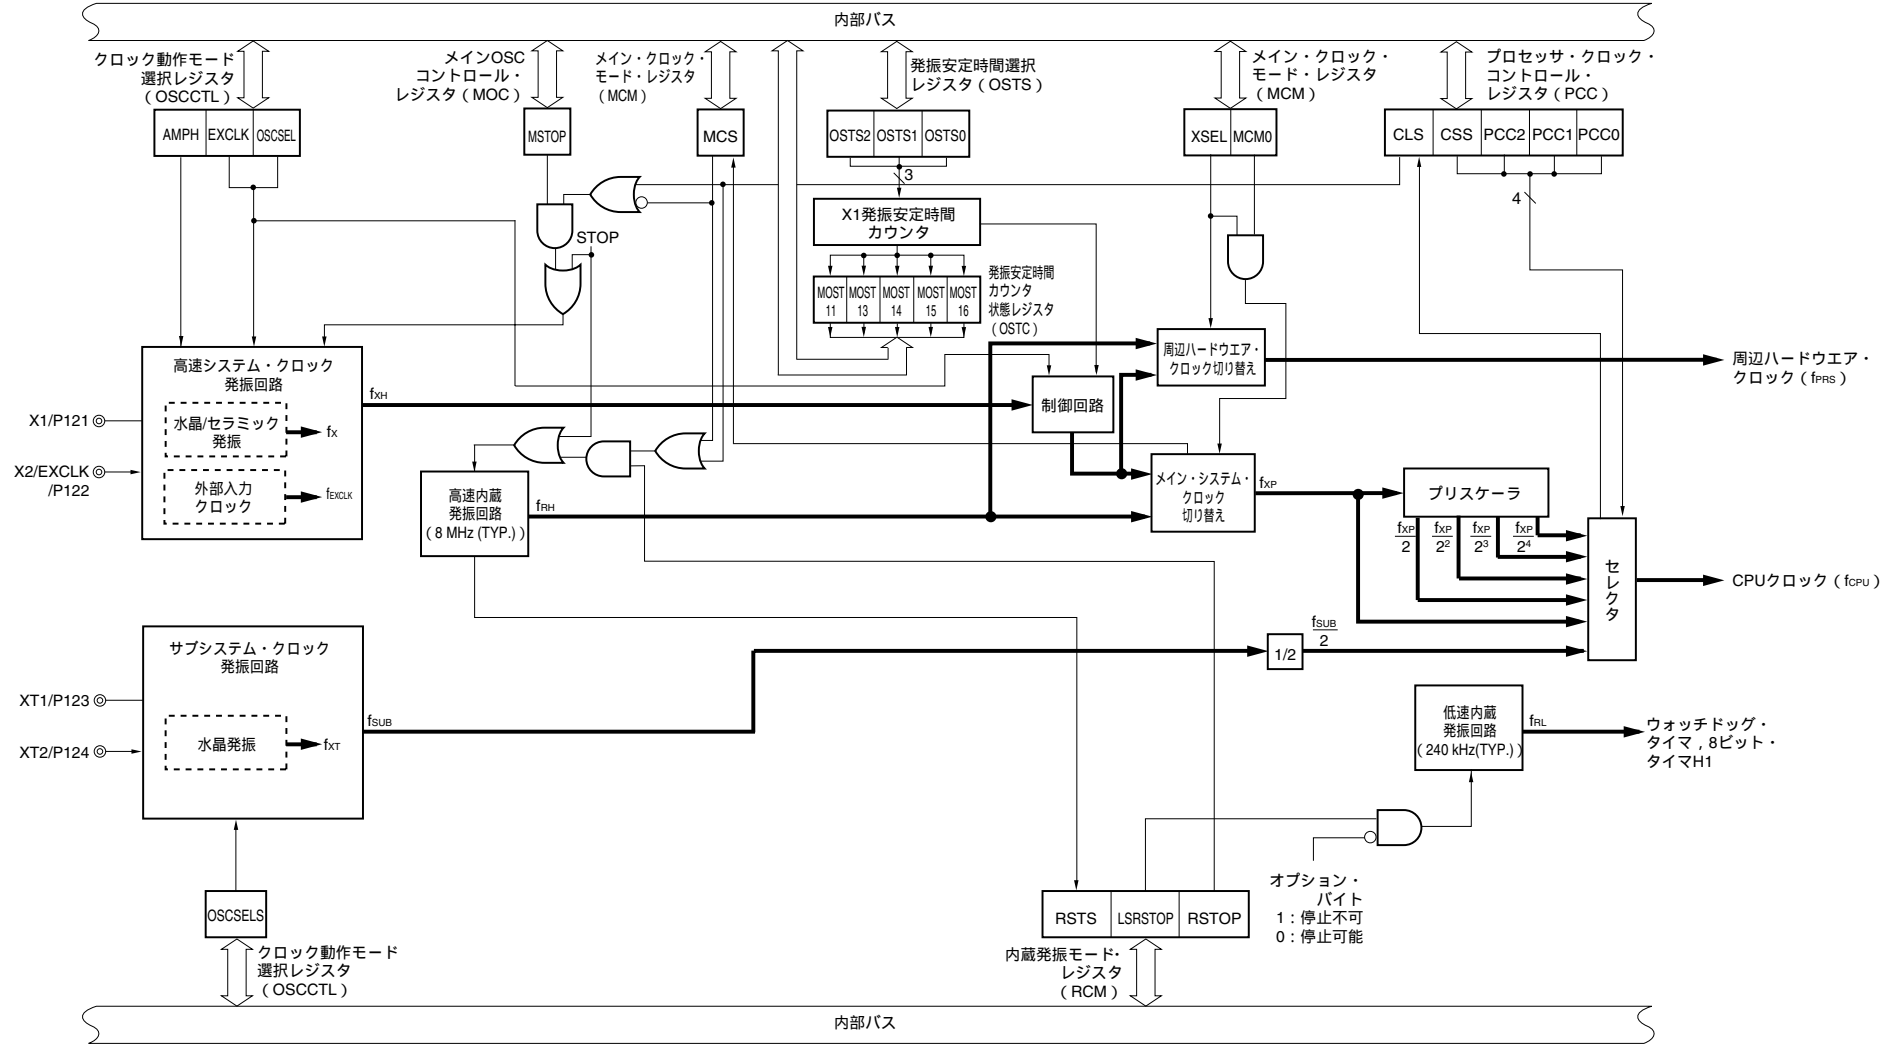 内部バス
クロック動作モード
選択レジスタ
(OSCCTL)
メインOSC
コントロール・
レジスタ(MOC)
メイン・クロック・
モード・レジスタ
(MCM)
発振安定時間選択
レジスタ(OSTS)
メイン・クロック・
モード・レジスタ
(MCM)
プロセッサ・クロック・
コントロール・
レジスタ(PCC)
AMPH EXCLK OSCSEL
MSTOP
MCS
OSTS2 OSTS1 OSTS0
XSEL MCM0
CLS CSS PCC2 PCC1 PCC0
3
4
X1発振安定時間
カウンタ
STOP
MOST
11
MOST
13
MOST
14
MOST
15
MOST
16
発振安定時間
カウンタ
状態レジスタ
(OSTC)
高速システム・クロック
発振回路
水晶/セラミック
発振
fX
外部入力
クロック
fEXCLK
X1/P121
X2/EXCLK
/P122
fXH
制御回路
周辺ハードウエア・
クロック切り替え
周辺ハードウエア・
クロック(fPRS)
高速内蔵
発振回路
(8 MHz (TYP.))
fRH
メイン・システム・
クロック
切り替え
fXP
プリスケーラ
fXP
2
fXP
2²
fXP
2³
fXP
2⁴
セレクタ
CPUクロック(fCPU)
サブシステム・クロック
発振回路
水晶発振
fXT
XT1/P123
XT2/P124
fSUB
1/2
fSUB
2
低速内蔵
発振回路
(240 kHz(TYP.))
fRL
ウォッチドッグ・
タイマ,8ビット・
タイマH1
オプション・
バイト
1:停止不可
0:停止可能
OSCSELS
クロック動作モード
選択レジスタ
(OSCCTL)
RSTS LSRSTOP RSTOP
内蔵発振モード・
レジスタ
(RCM)
内部バス